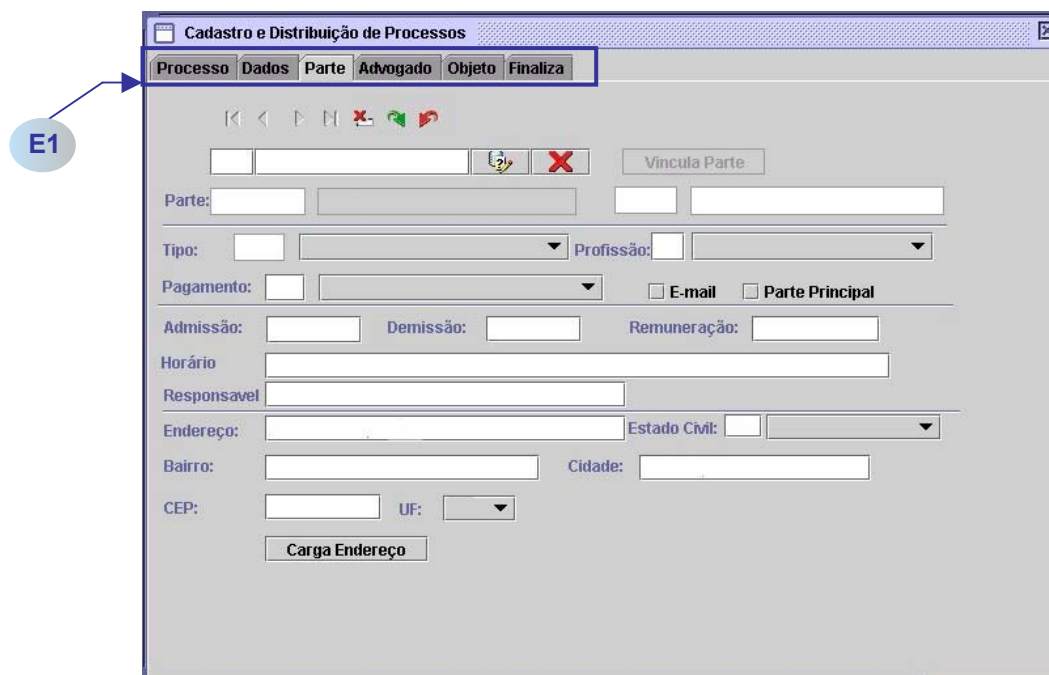 Cadastro e Distribuição de Processos
Processo Dados Parte Advogado Objeto Finaliza
E1
Vincula Parte
Parte:
Tipo: Profissão:
Pagamento: E-mail Parte Principal
Admissão: Demissão: Remuneração:
Horário
Responsavel
Endereço: Estado Civil:
Bairro: Cidade:
CEP: UF:
Carga Endereço